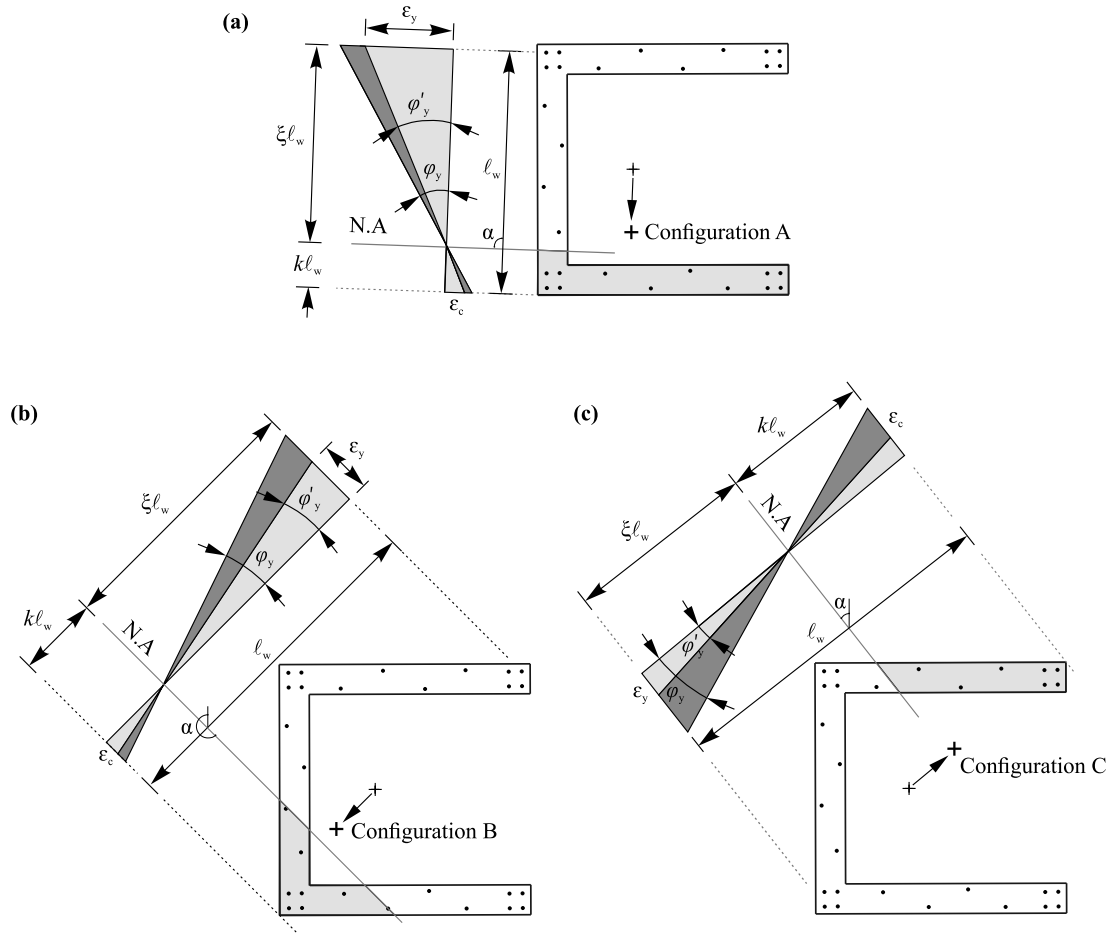 (a)
εy
φ'y
ξℓw
φy
ℓw
N.A
α
Configuration A
kℓw
εc
(b)
εy
φ'y
ξℓw
φy
kℓw
N.A
ℓw
α
εc
Configuration B
(c)
εc
kℓw
N.A
ξℓw
α
ℓw
φ'y
εy
φy
Configuration C